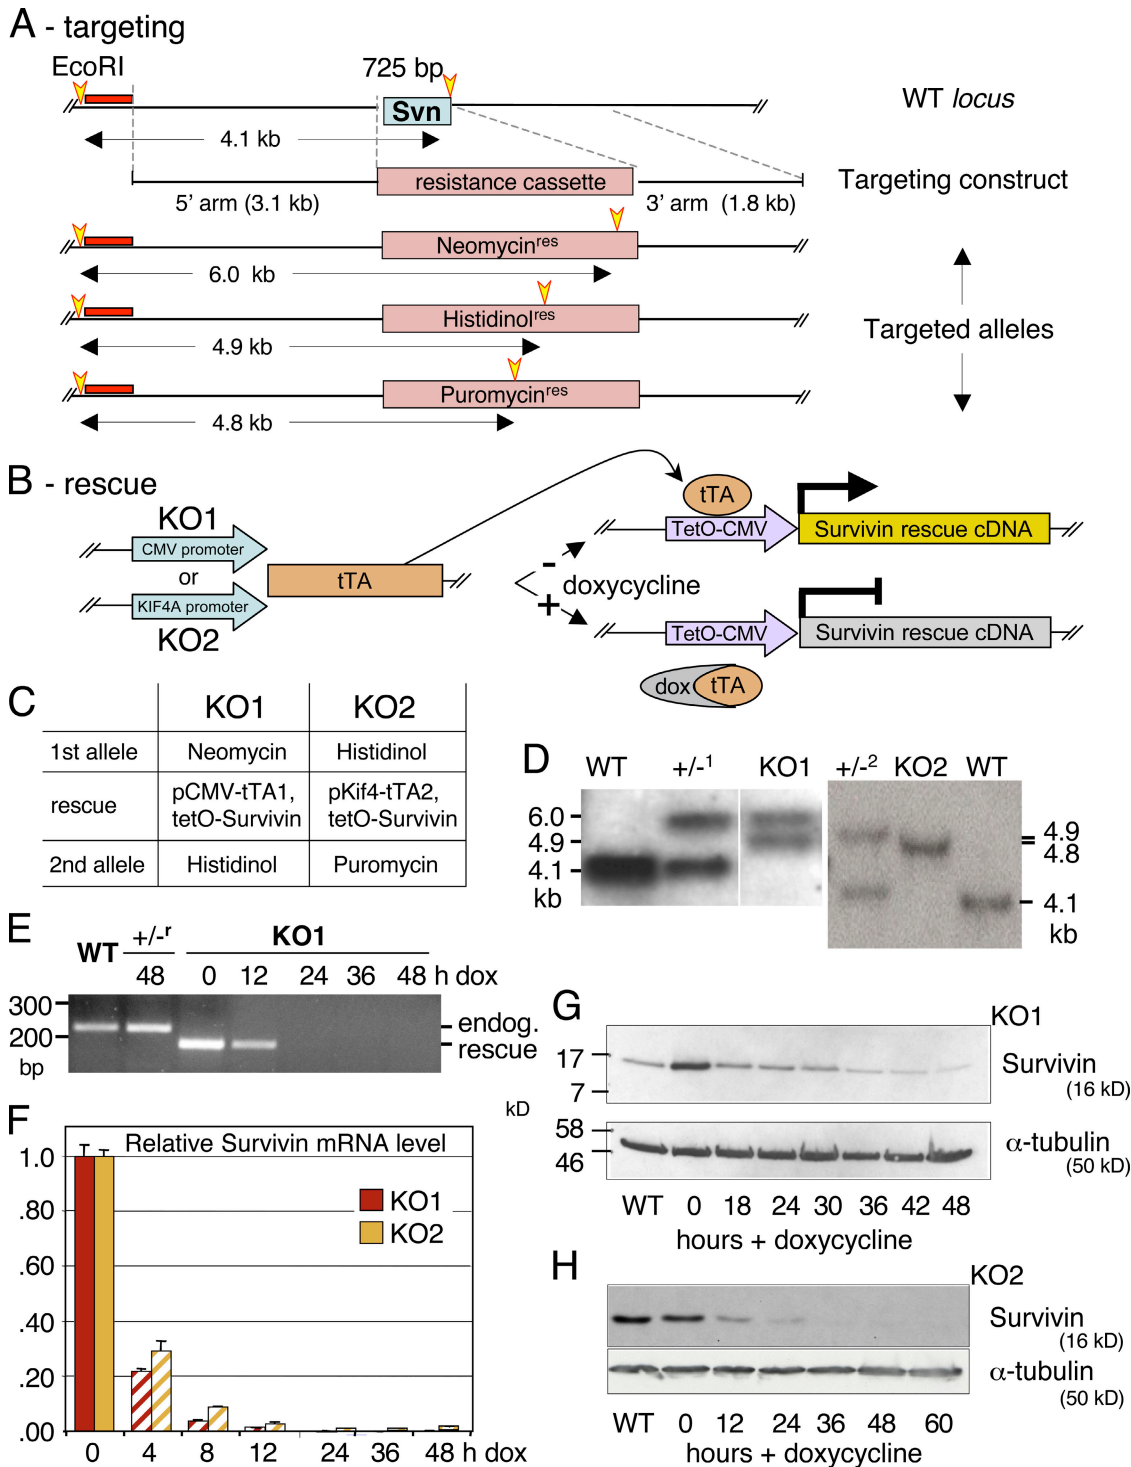 A - targeting
EcoRI
725 bp
Svn
WT locus
4.1 kb
resistance cassette
Targeting construct
5’ arm (3.1 kb)
3’ arm (1.8 kb)
Neomycinres
6.0 kb
Histidinolres
Targeted alleles
4.9 kb
Puromycinres
4.8 kb
B - rescue
KO1
CMV promoter
or
KIF4A promoter
KO2
tTA
tTA
TetO-CMV
Survivin rescue cDNA
-
doxycycline
+
TetO-CMV
Survivin rescue cDNA
dox
tTA
C
KO1 KO2
1st allele Neomycin Histidinol
rescue pCMV-tTA1, tetO-Survivin pKif4-tTA2, tetO-Survivin
2nd allele Histidinol Puromycin
D
WT +/-1 KO1 +/-2 KO2 WT
6.0
4.9
4.1
kb
4.9
4.8
4.1
kb
E
WT +/-r KO1
48 0 12 24 36 48 h dox
300
200
bp
endog.
rescue
F
Relative Survivin mRNA level
1.0
.80
.60
.40
.20
.00
KO1
KO2
0 4 8 12 24 36 48 h dox
G
KO1
17
7
Survivin
(16 kD)
kD
58
46
α-tubulin
(50 kD)
WT 0 18 24 30 36 42 48
hours + doxycycline
H
KO2
Survivin
(16 kD)
α-tubulin
(50 kD)
WT 0 12 24 36 48 60
hours + doxycycline